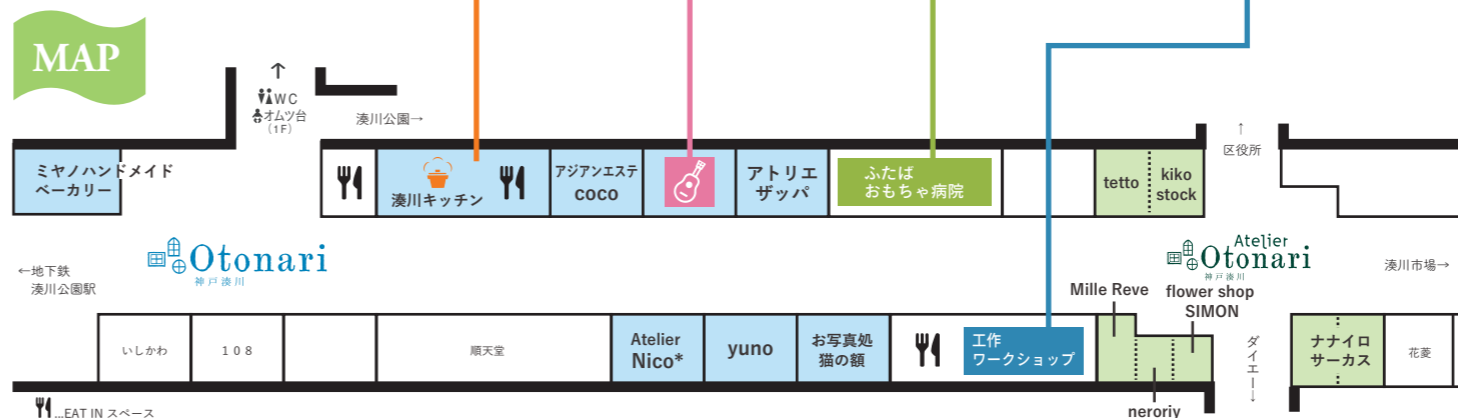 MAP
↑
WC
オムツ台
(1F)
湊川公園→
↑
区役所
ミヤノハンドメイド
ベーカリー
湊川キッチン
アジアンエステ
coco
アトリエ
ザッパ
ふたば
おもちゃ病院
tetto
kiko
stock
←地下鉄
湊川公園駅
Otonari
神戸湊川
Atelier
Otonari
神戸湊川
湊川市場→
Mille Reve
flower shop
SIMON
いしかわ
108
順天堂
Atelier
Nico*
yuno
お写真処
猫の額
工作
ワークショップ
neroriy
ダイエー→
ナナイロ
サーカス
花菱
...EAT IN スペース